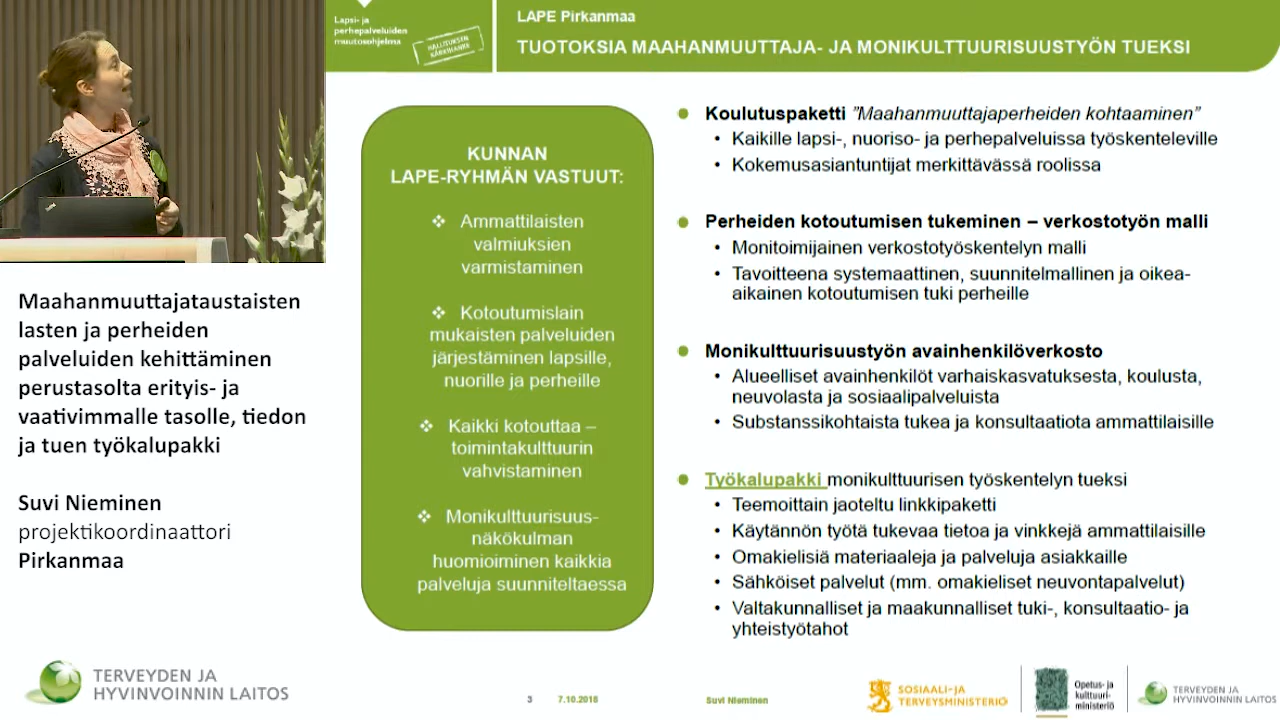 Lapsi- ja
perhepalveluiden
muutosohjelma
HALLITUKSEN
KÄRKIHANKE
LAPE Pirkanmaa
TUOTOKSIA MAAHANMUUTTAJA- JA MONIKULTTUURISUUSTYÖN TUEKSI
KUNNAN
LAPE-RYHMÄN VASTUUT:
❖ Ammattilaisten
valmiuksien
varmistaminen
❖ Kotoutumislain
mukaisten palveluiden
järjestäminen lapsille,
nuorille ja perheille
❖ Kaikki kotouttaa –
toimintakulttuurin
vahvistaminen
❖ Monikulttuurisuus-
näkökulman
huomioiminen kaikkia
palveluja suunniteltaessa
● Koulutuspaketti ”Maahanmuuttajaperheiden kohtaaminen”
• Kaikille lapsi-, nuoriso- ja perhepalveluissa työskenteleville
• Kokemusasiantuntijat merkittävässä roolissa
● Perheiden kotoutumisen tukeminen – verkostotyön malli
• Monitoimijainen verkostotyöskentelyn malli
• Tavoitteena systemaattinen, suunnitelmallinen ja oikea-
aikainen kotoutumisen tuki perheille
● Monikulttuurisuustyön avainhenkilöverkosto
• Alueelliset avainhenkilöt varhaiskasvatuksesta, koulusta,
neuvolasta ja sosiaalipalveluista
• Substanssikohtaista tukea ja konsultaatiota ammattilaisille
● Työkalupakki monikulttuurisen työskentelyn tueksi
• Teemoittain jaoteltu linkkipaketti
• Käytännön työtä tukevaa tietoa ja vinkkejä ammattilaisille
• Omakielisiä materiaaleja ja palveluja asiakkaille
• Sähköiset palvelut (mm. omakieliset neuvontapalvelut)
• Valtakunnalliset ja maakunnalliset tuki-, konsultaatio- ja
yhteistyötahot
Maahanmuuttajataustaisten
lasten ja perheiden
palveluiden kehittäminen
perustasolta erityis- ja
vaativimmalle tasolle, tiedon
ja tuen työkalupakki
Suvi Nieminen
projektikoordinaattori
Pirkanmaa
TERVEYDEN JA
HYVINVOINNIN LAITOS
3 7.10.2016 Suvi Nieminen
SOSIAALI- JA
TERVEYSMINISTERIÖ
Opetus- ja
kulttuuri-
ministeriö
TERVEYDEN JA
HYVINVOINNIN LAITOS